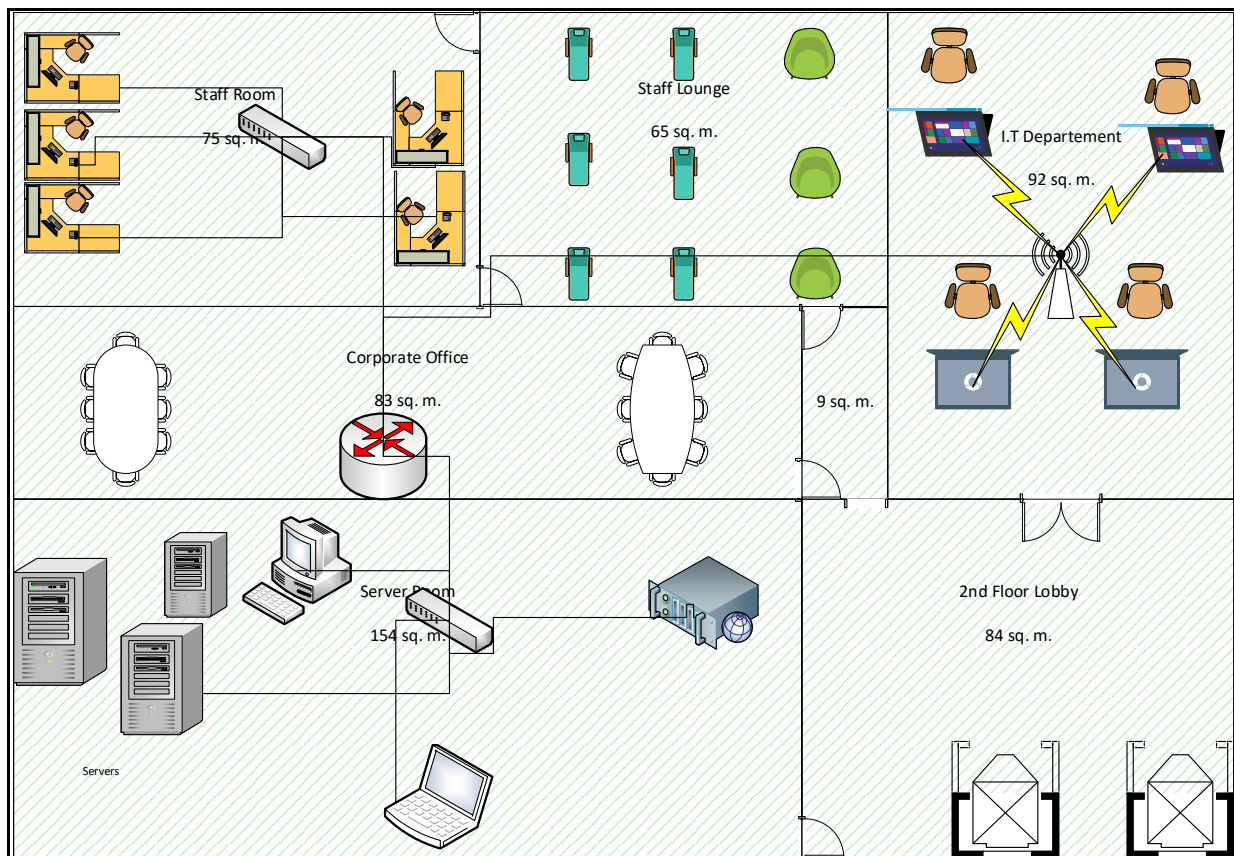 Staff Room
75 sq. m.
Staff Lounge
65 sq. m.
I.T Departement
92 sq. m.
Corporate Office
83 sq. m.
9 sq. m.
Server Room
154 sq. m.
2nd Floor Lobby
84 sq. m.
Servers